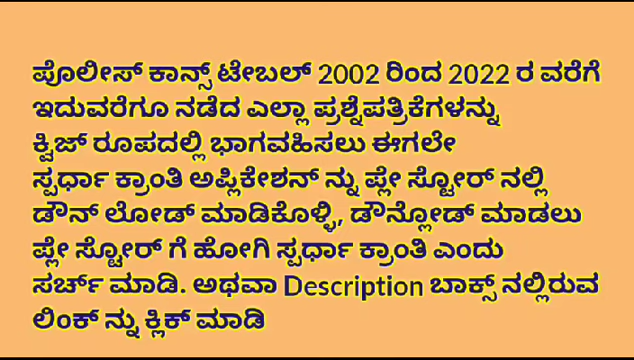 ಪೊಲೀಸ್ ಕಾನ್ಸ್ ಟೇಬಲ್ 2002 ರಿಂದ 2022 ರ ವರೆಗೆ
ಇದುವರೆಗೂ ನಡೆದ ಎಲ್ಲಾ ಪ್ರಶ್ನೆಪತ್ರಿಕೆಗಳನ್ನು
ಕ್ವಿಜ್ ರೂಪದಲ್ಲಿ ಭಾಗವಹಿಸಲು ಈಗಲೇ
ಸ್ಪರ್ಧಾ ಕ್ರಾಂತಿ ಅಪ್ಲಿಕೇಶನ್ ನ್ನು ಪ್ಲೇ ಸ್ಟೋರ್ ನಲ್ಲಿ
ಡೌನ್ ಲೋಡ್ ಮಾಡಿಕೊಳ್ಳಿ, ಡೌನ್ಲೋಡ್ ಮಾಡಲು
ಪ್ಲೇ ಸ್ಟೋರ್ ಗೆ ಹೋಗಿ ಸ್ಪರ್ಧಾ ಕ್ರಾಂತಿ ಎಂದು
ಸರ್ಚ್ ಮಾಡಿ. ಅಥವಾ Description ಬಾಕ್ಸ್ ನಲ್ಲಿರುವ
ಲಿಂಕ್ ನ್ನು ಕ್ಲಿಕ್ ಮಾಡಿ